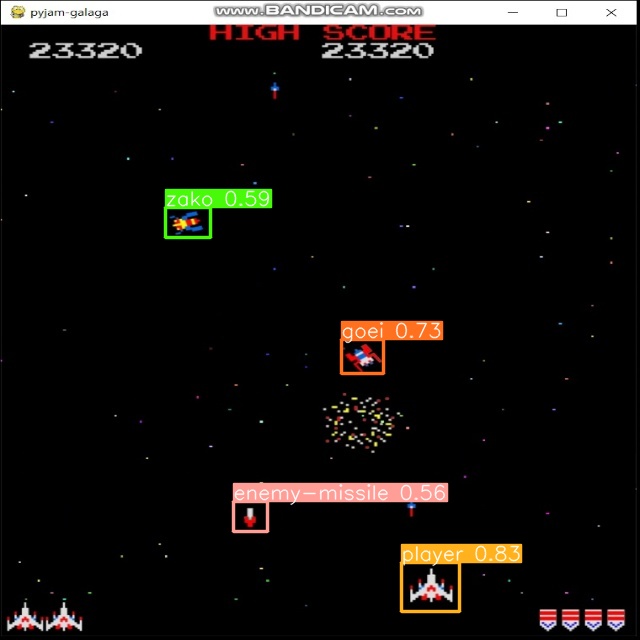 pyjam-galaga
www.BANDICAM.com
HIGH SCORE
23320
23320
zako 0.59
goei 0.73
enemy-missile 0.56
player 0.83